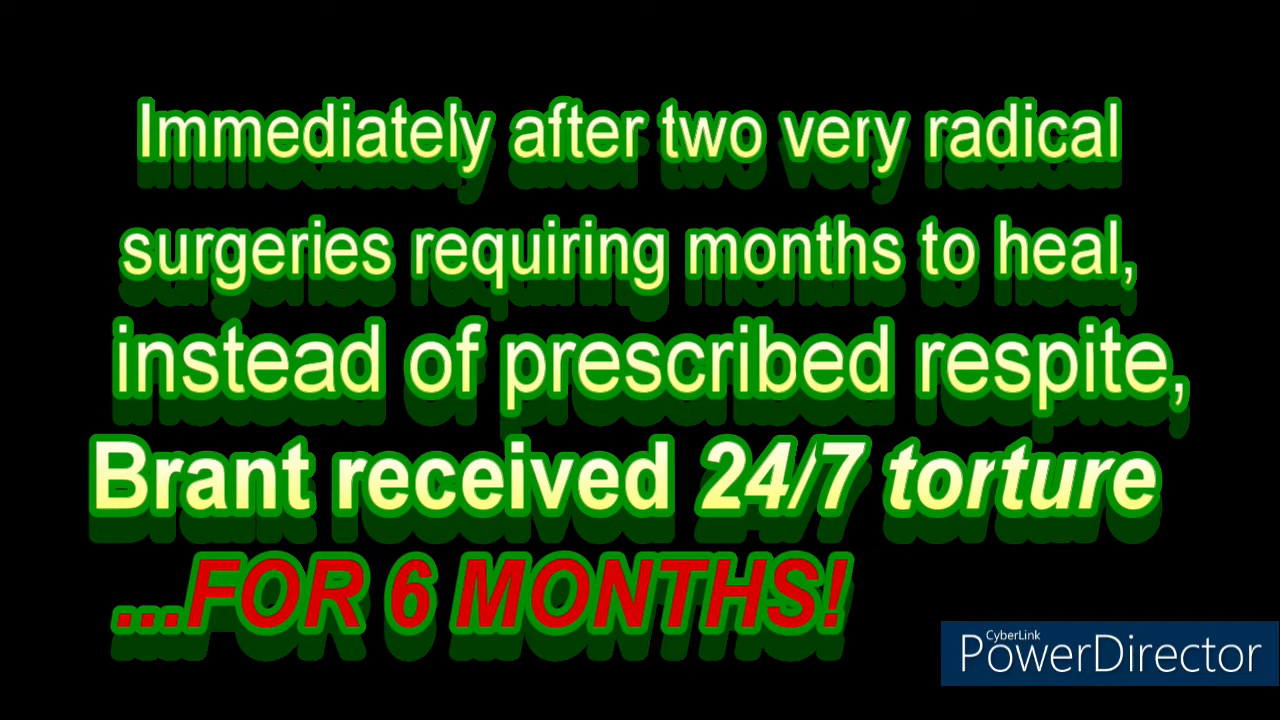 Immediately after two very radical
surgeries requiring months to heal,
instead of prescribed respite,
Brant received 24/7 torture
...FOR 6 MONTHS!
CyberLink
PowerDirector